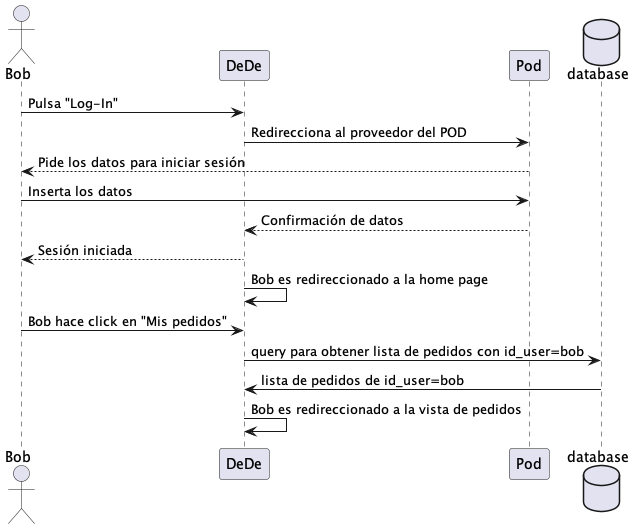 Bob
DeDe
Pod
database
Pulsa "Log-In"
Redirecciona al proveedor del POD
Pide los datos para iniciar sesión
Inserta los datos
Confirmación de datos
Sesión iniciada
Bob es redireccionado a la home page
Bob hace click en "Mis pedidos"
query para obtener lista de pedidos con id_user=bob
lista de pedidos de id_user=bob
Bob es redireccionado a la vista de pedidos
Bob
DeDe
Pod
database